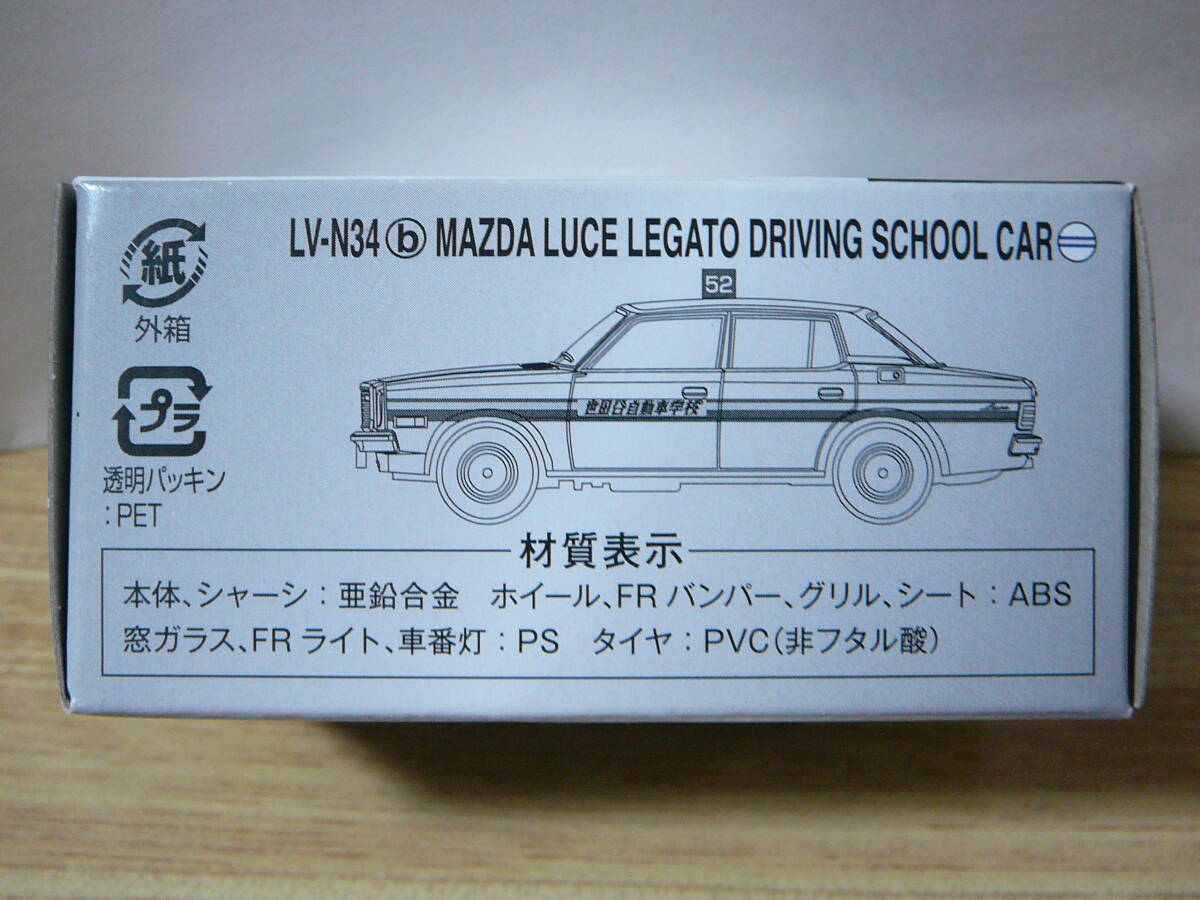 LV-N34 ⓑ MAZDA LUCE LEGATO DRIVING SCHOOL CAR
紙
外箱
プラ
透明パッキン
:PET
52
世田谷自動車学校
Luce
材質表示
本体、シャーシ：亜鉛合金　ホイール、FR バンパー、グリル、シート：ABS
窓ガラス、FR ライト、車番灯：PS　タイヤ：PVC（非フタル酸）